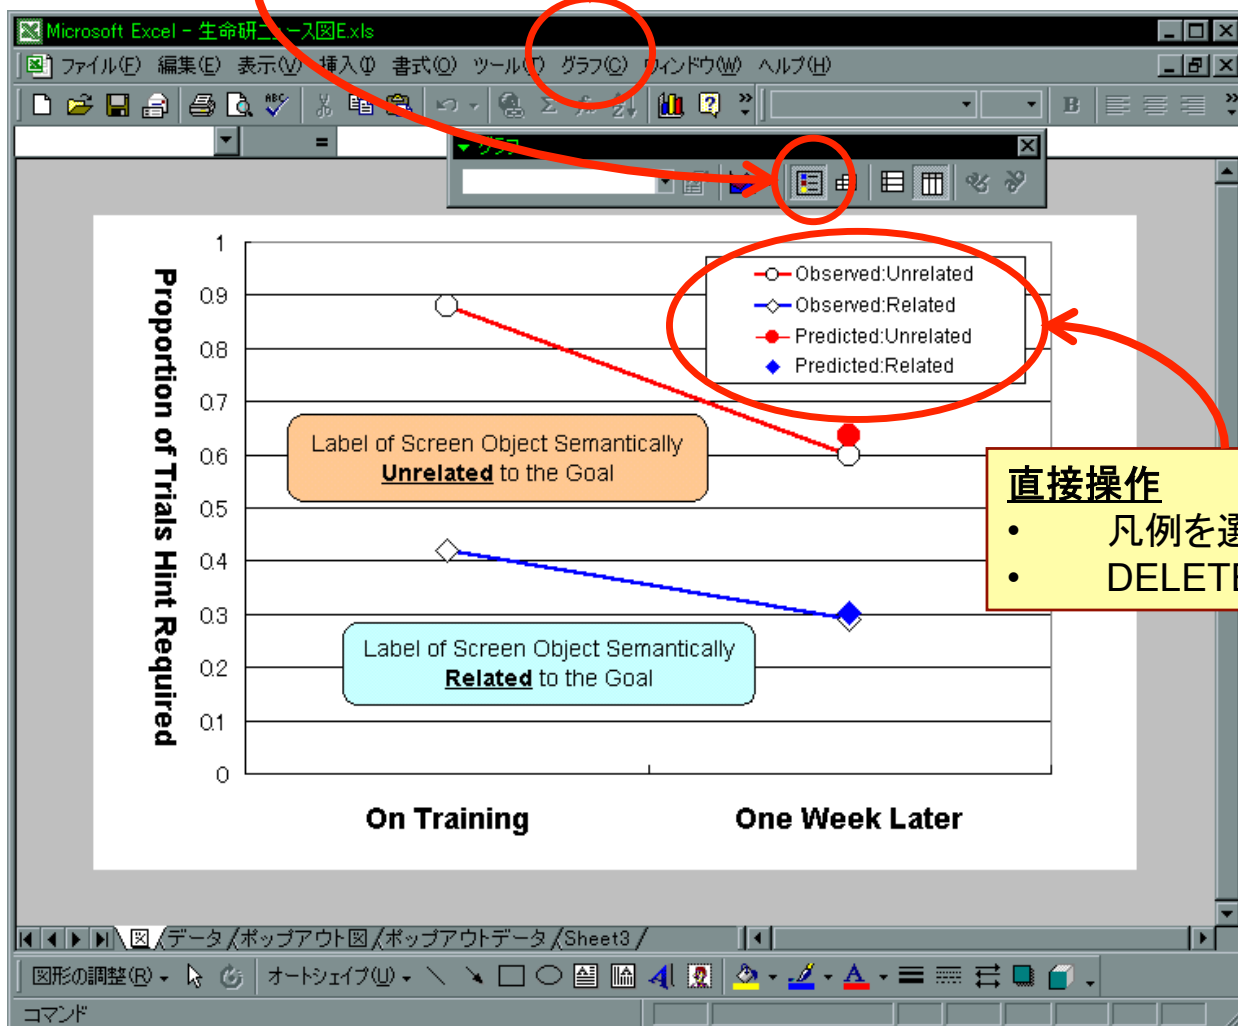 Microsoft Excel - 生命研ニュース図E.xls
ファイル(F) 編集(E) 表示(V) 挿入(I) 書式(O) ツール(T) グラフ(C) ウィンドウ(W) ヘルプ(H)
グラフ
1
0.9
0.8
0.7
0.6
0.5
0.4
0.3
0.2
0.1
0
Proportion of Trials Hint Required
Observed:Unrelated
Observed:Related
Predicted:Unrelated
Predicted:Related
Label of Screen Object Semantically
Unrelated to the Goal
Label of Screen Object Semantically
Related to the Goal
直接操作
• 凡例を選
• DELETE
On Training One Week Later
図 データ ポップアウト図 ポップアウトデータ Sheet3
図形の調整(R) オートシェイプ(U)
コマンド